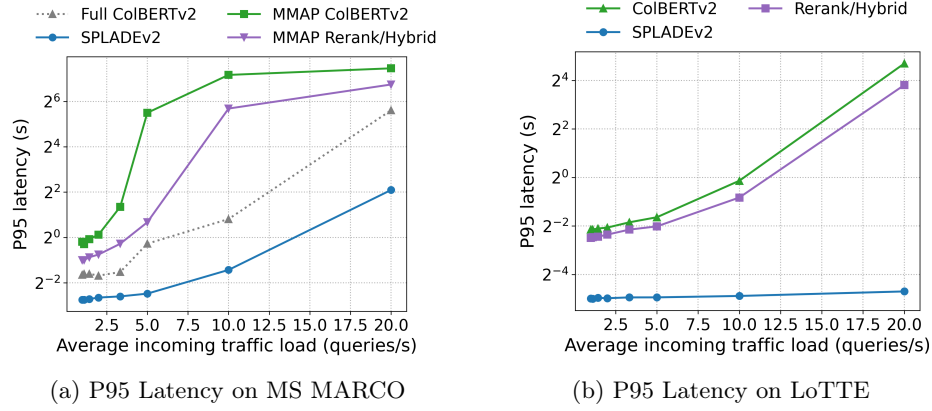 Full ColBERTv2
MMAP ColBERTv2
SPLADEv2
MMAP Rerank/Hybrid
P95 latency (s)
2^6
2^4
2^2
2^0
2^−2
2.5 5.0 7.5 10.0 12.5 15.0 17.5 20.0
Average incoming traffic load (queries/s)
(a) P95 Latency on MS MARCO
ColBERTv2
Rerank/Hybrid
SPLADEv2
P95 latency (s)
2^4
2^2
2^0
2^−2
2^−4
2.5 5.0 7.5 10.0 12.5 15.0 17.5 20.0
Average incoming traffic load (queries/s)
(b) P95 Latency on LoTTE